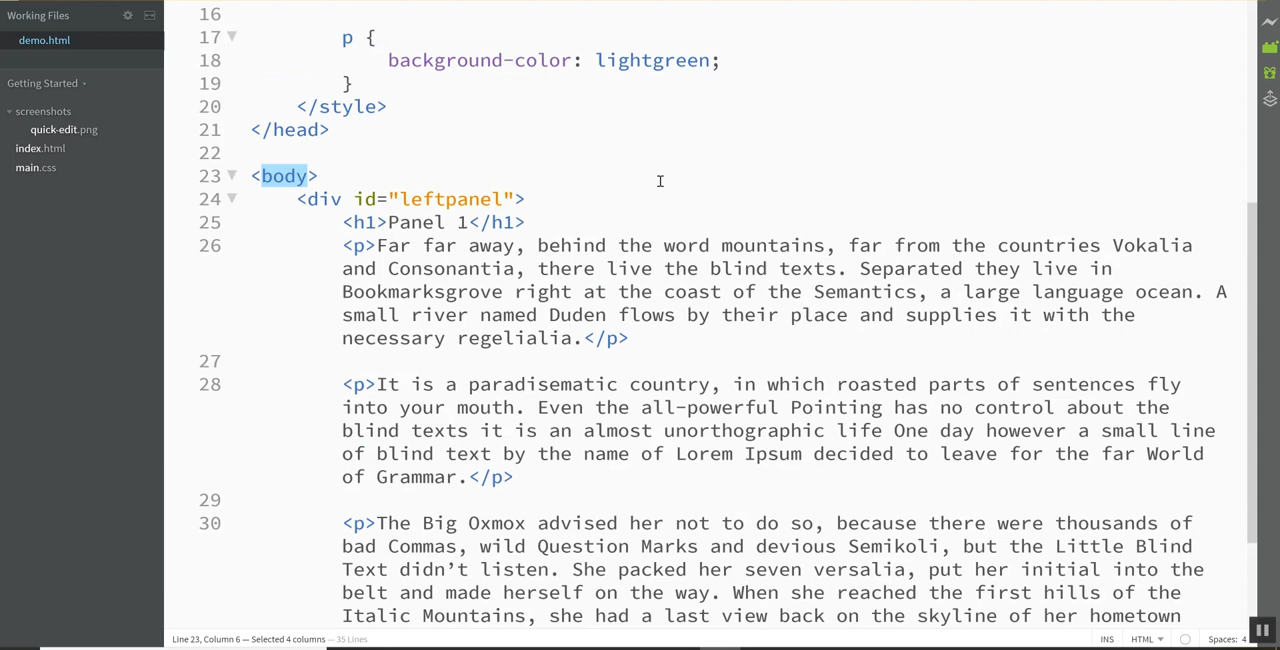 Working Files
demo.html
Getting Started
screenshots
quick-edit.png
index.html
main.css
16
17 p {
18 background-color: lightgreen;
19 }
20 </style>
21 </head>
22
23 <body>
24 <div id="leftpanel">
25 <h1>Panel 1</h1>
26 <p>Far far away, behind the word mountains, far from the countries Vokalia
and Consonantia, there live the blind texts. Separated they live in
Bookmarksgrove right at the coast of the Semantics, a large language ocean. A
small river named Duden flows by their place and supplies it with the
necessary regelialia.</p>
27
28 <p>It is a paradisematic country, in which roasted parts of sentences fly
into your mouth. Even the all-powerful Pointing has no control about the
blind texts it is an almost unorthographic life One day however a small line
of blind text by the name of Lorem Ipsum decided to leave for the far World
of Grammar.</p>
29
30 <p>The Big Oxmox advised her not to do so, because there were thousands of
bad Commas, wild Question Marks and devious Semikoli, but the Little Blind
Text didn’t listen. She packed her seven versalia, put her initial into the
belt and made herself on the way. When she reached the first hills of the
Italic Mountains, she had a last view back on the skyline of her hometown
Line 23, Column 6 — Selected 4 columns — 35 Lines
INS HTML Spaces: 4